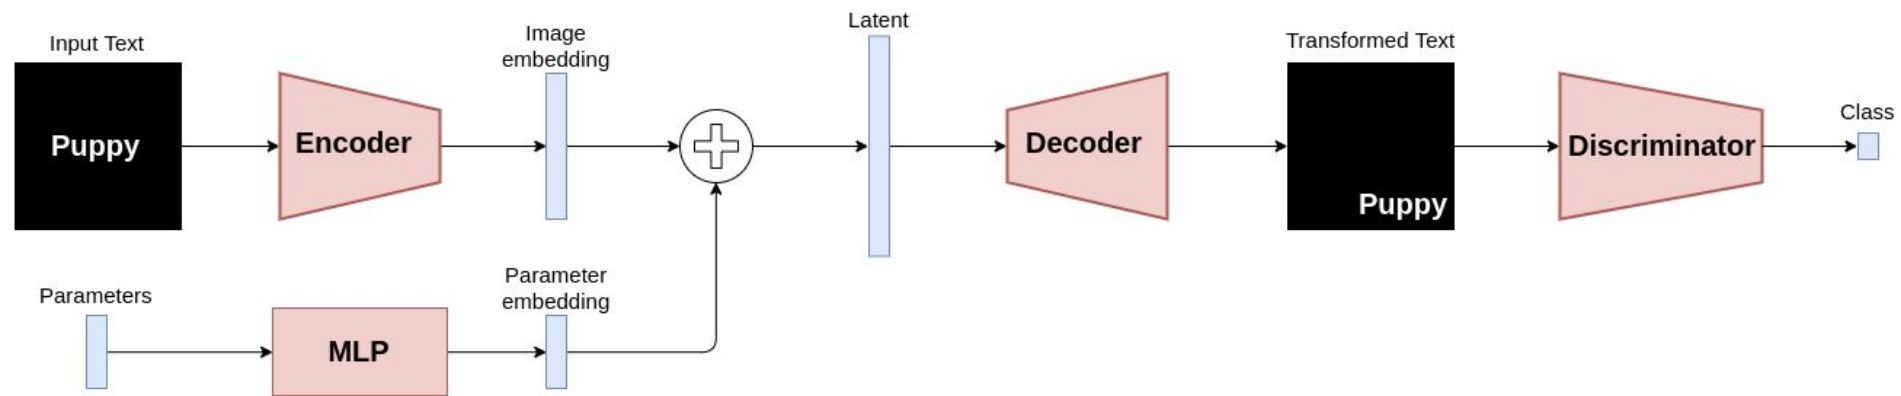 Input Text
Puppy
Encoder
Image
embedding
Latent
Decoder
Transformed Text
Puppy
Discriminator
Class
Parameters
MLP
Parameter
embedding